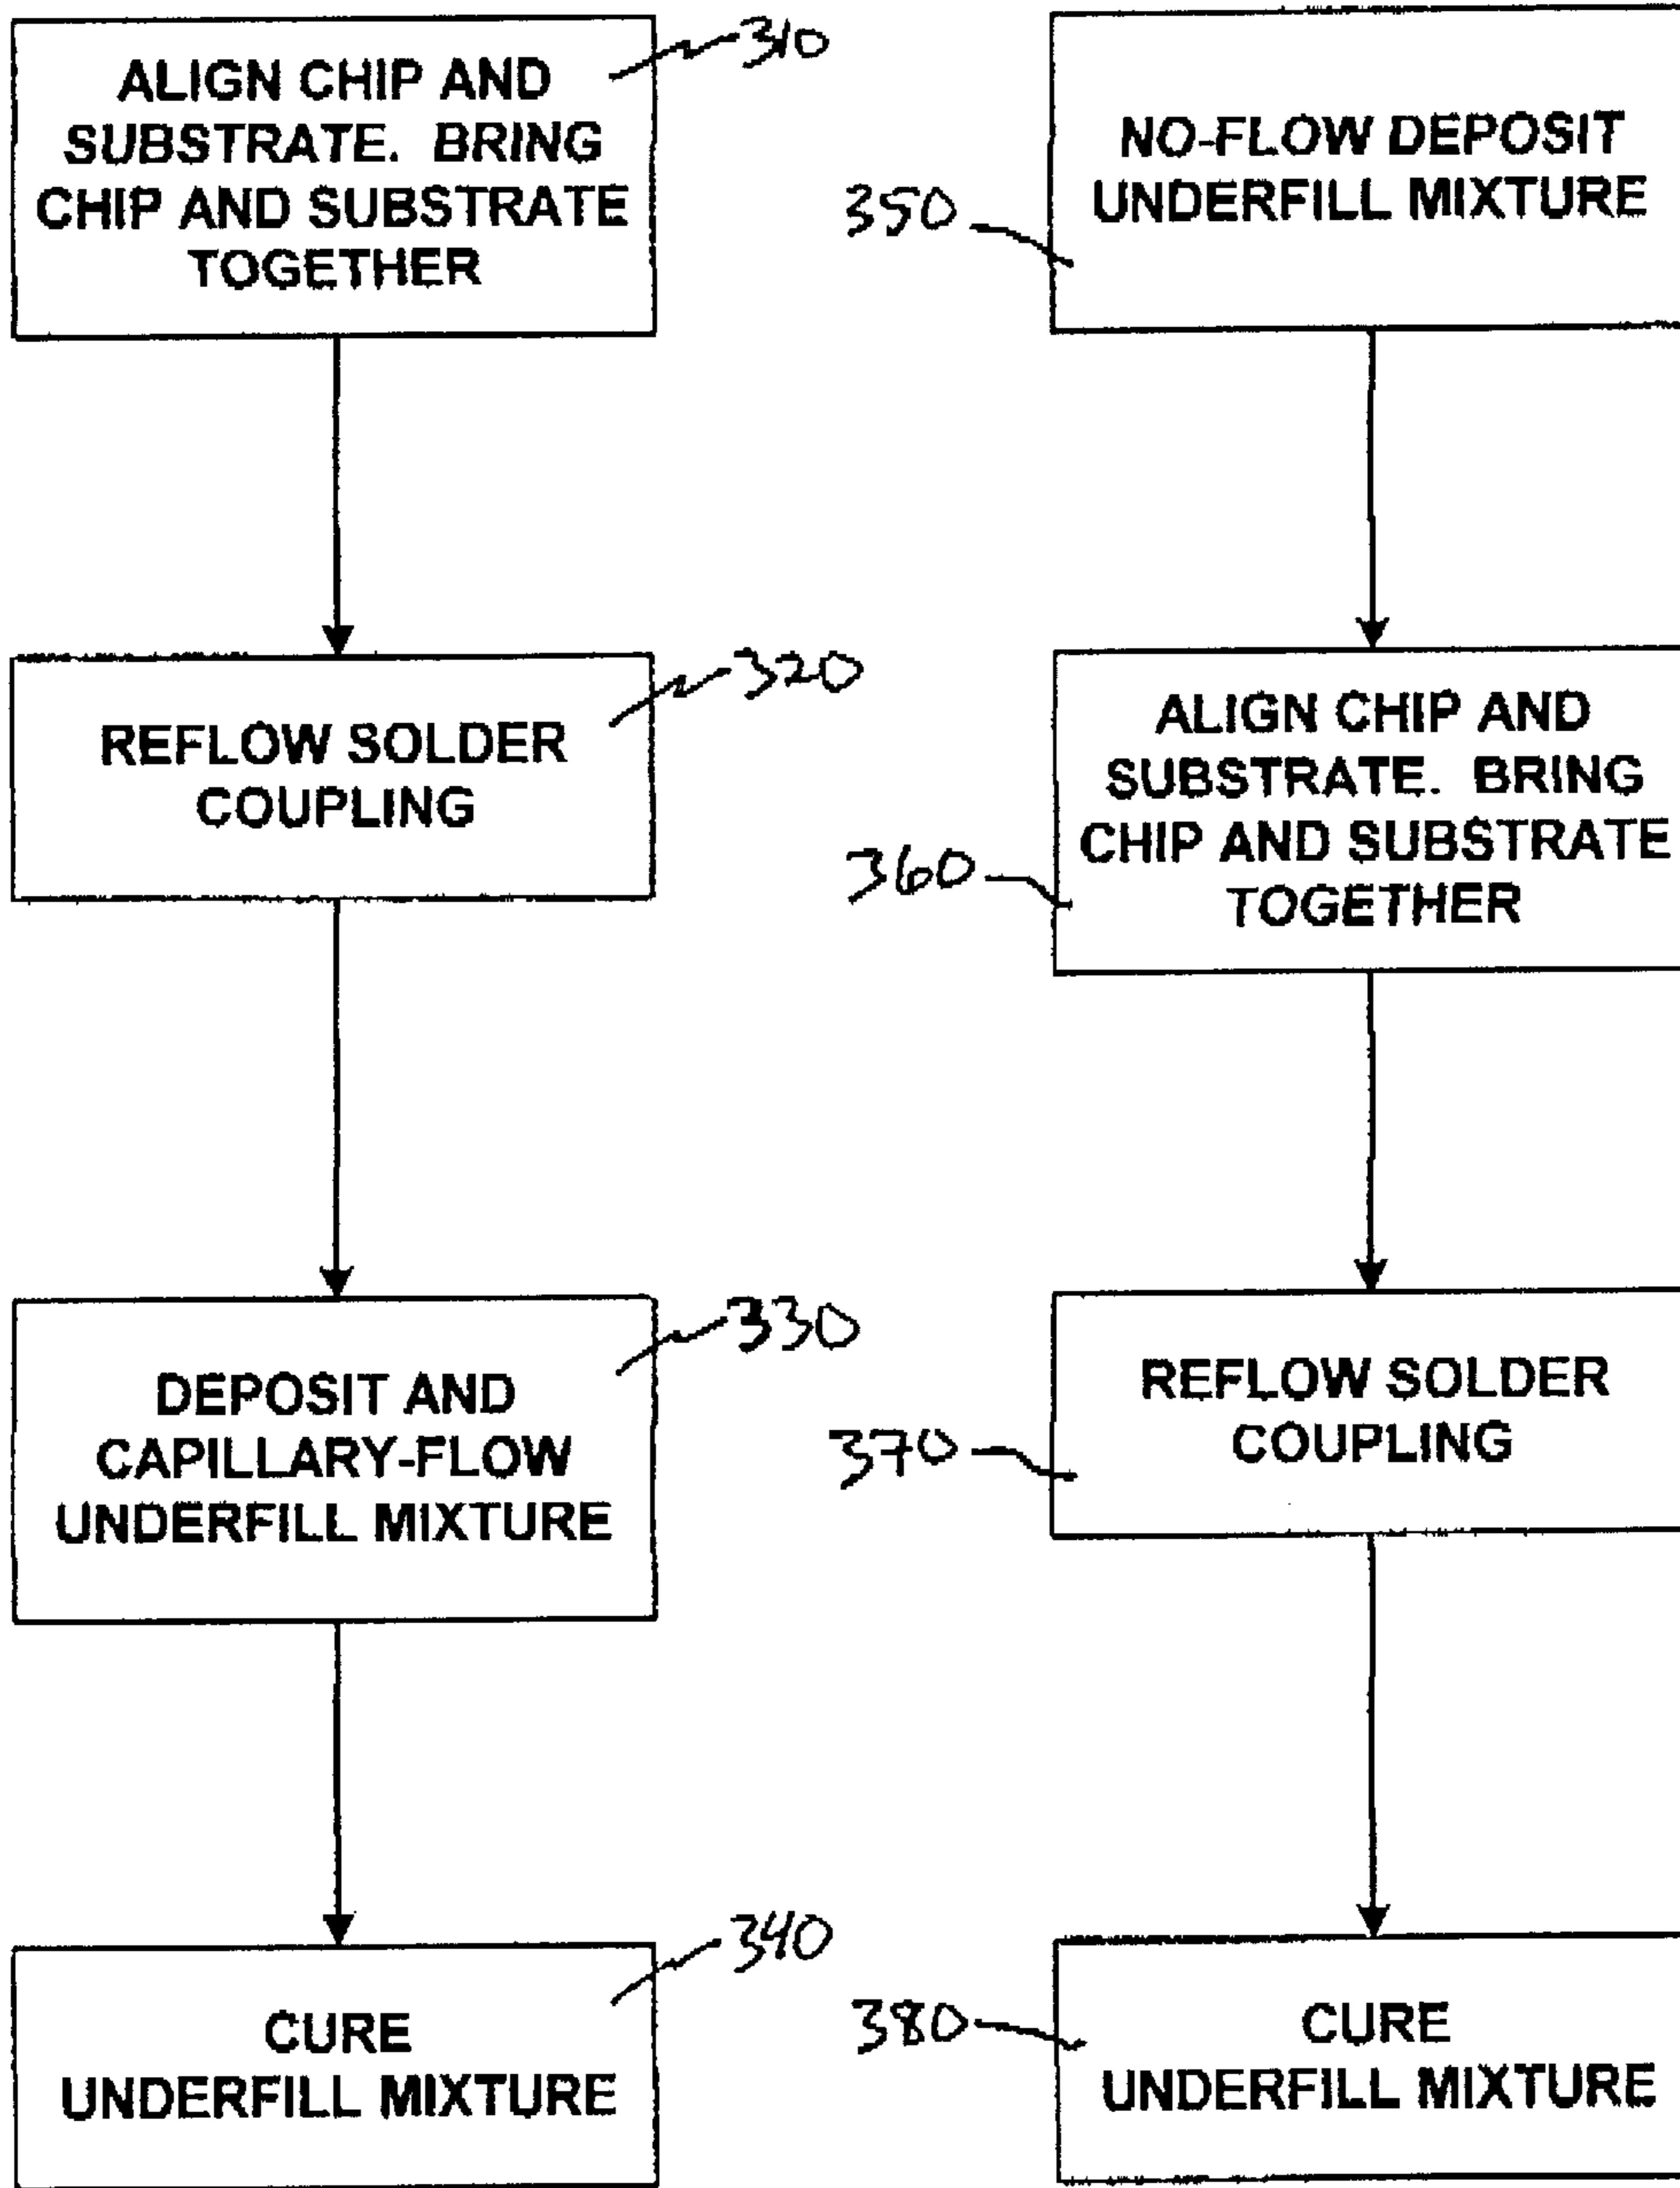 ALIGN CHIP AND
SUBSTRATE. BRING
CHIP AND SUBSTRATE
TOGETHER
310
REFLOW SOLDER
COUPLING
320
DEPOSIT AND
CAPILLARY-FLOW
UNDERFILL MIXTURE
330
CURE
UNDERFILL MIXTURE
340
NO-FLOW DEPOSIT
UNDERFILL MIXTURE
350
ALIGN CHIP AND
SUBSTRATE. BRING
CHIP AND SUBSTRATE
TOGETHER
360
REFLOW SOLDER
COUPLING
370
CURE
UNDERFILL MIXTURE
380